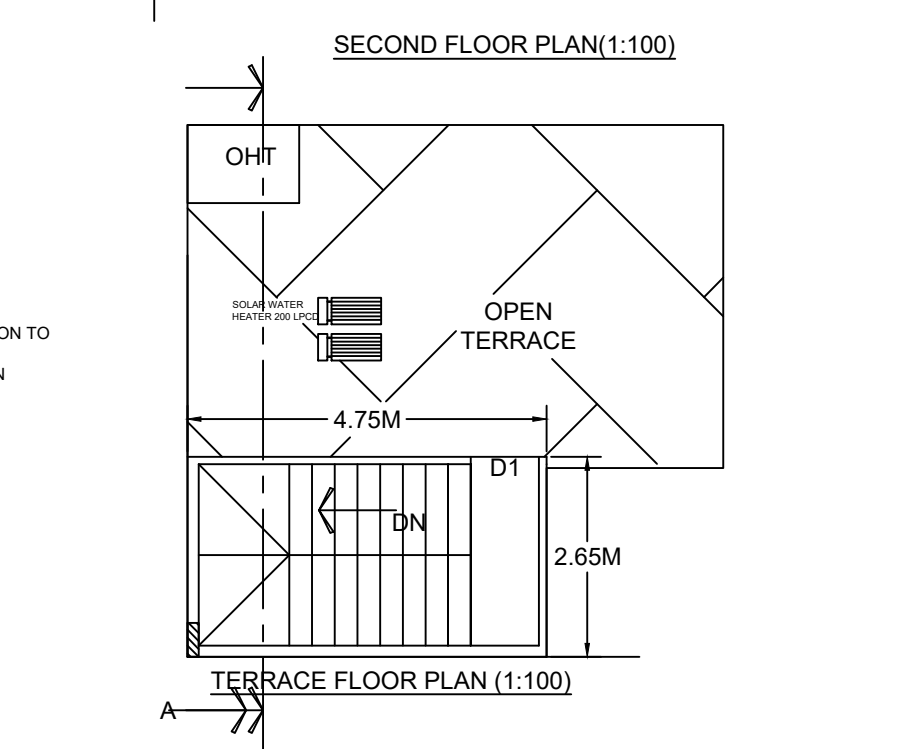 SECOND FLOOR PLAN(1:100)
OHT
SOLAR WATER
HEATER 200 LPCD
OPEN
TERRACE
ON TO
N
4.75M
D1
DN
2.65M
TERRACE FLOOR PLAN (1:100)
A